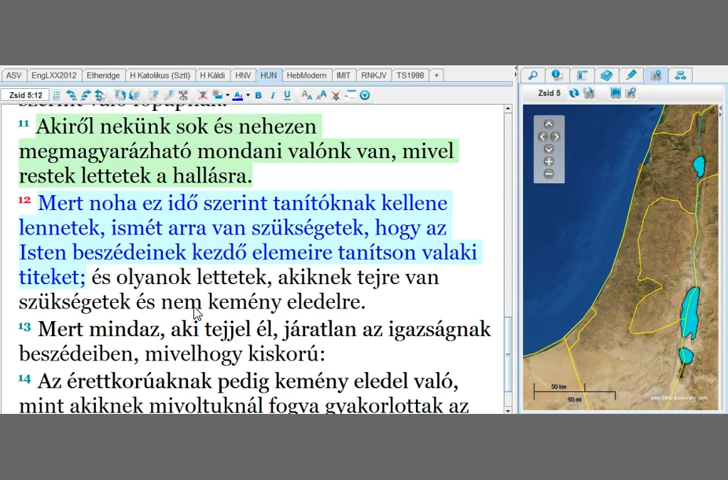 ASV EngLXX2012 Etheridge H Katolikus (Sztl) H Káldi HNV HUN HebModern IMIT RNKJV TS1998 +
Zsid 5:12
Zsid 5
11 Akiről nekünk sok és nehezen
megmagyarázható mondani valónk van, mivel
restek lettetek a hallásra.
12 Mert noha ez idő szerint tanítóknak kellene
lennetek, ismét arra van szükségetek, hogy az
Isten beszédeinek kezdő elemeire tanítson valaki
titeket; és olyanok lettetek, akiknek tejre van
szükségetek és nem kemény eledelre.
13 Mert mindaz, aki tejjel él, járatlan az igazságnak
beszédeiben, mivelhogy kiskorú:
14 Az érettkorúaknak pedig kemény eledel való,
mint akiknek mivoltuknál fogva gyakorlottak az
50 km
50 mi